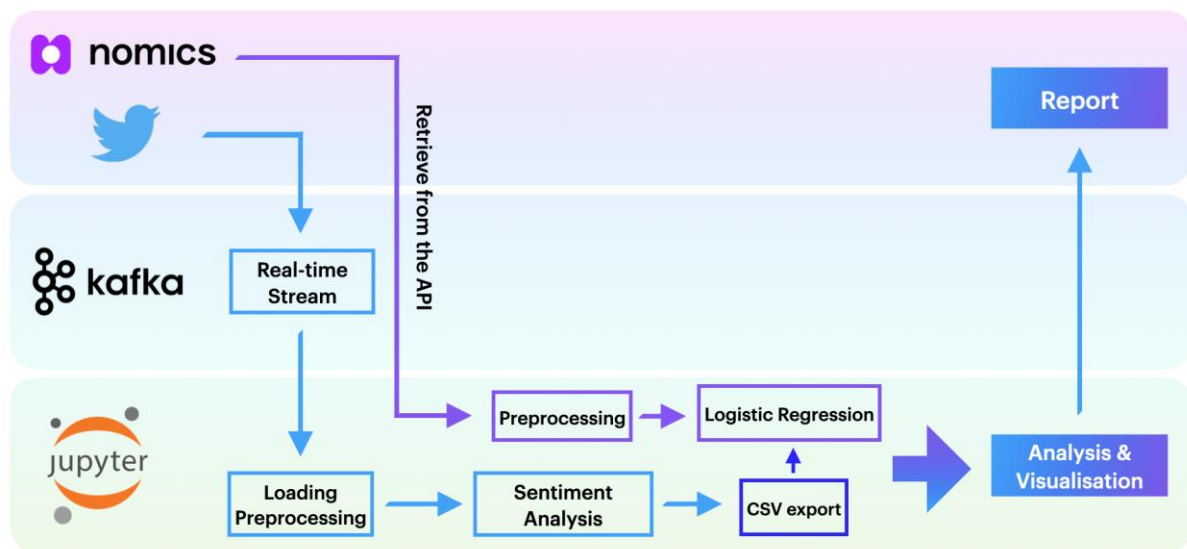 nomics
Retrieve from the API
Report
kafka
Real-time
Stream
jupyter
Preprocessing
Logistic Regression
Loading
Preprocessing
Sentiment
Analysis
CSV export
Analysis &
Visualisation